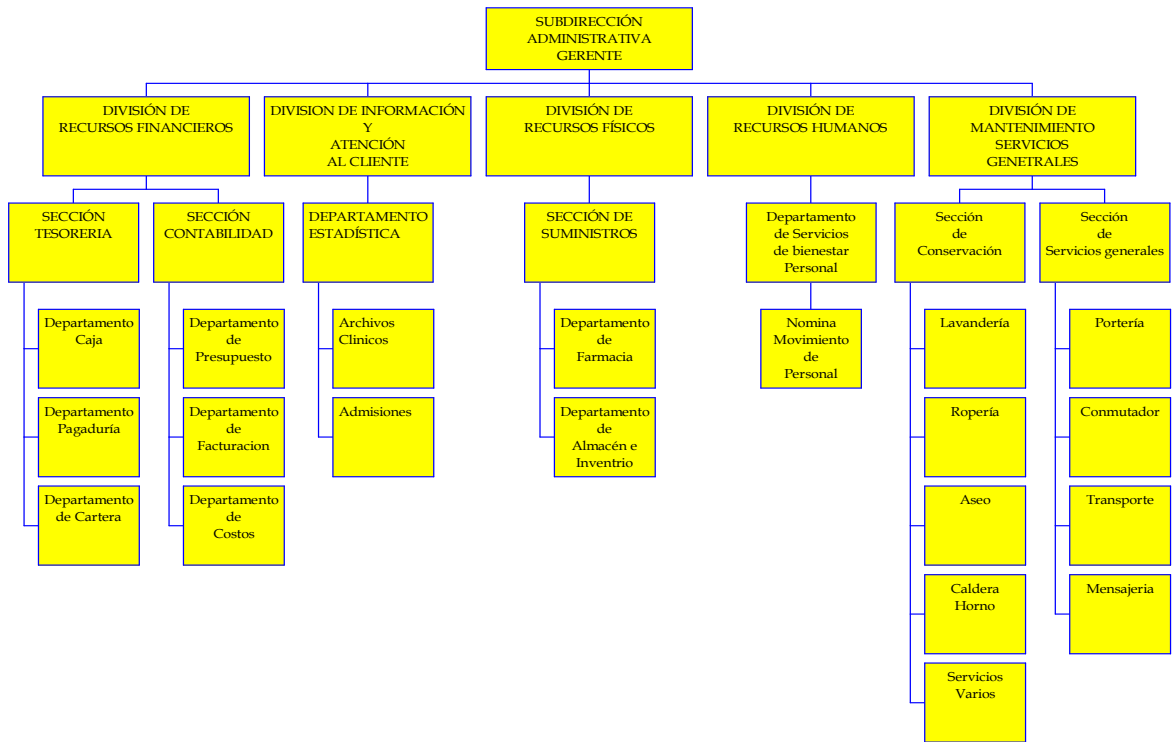 SUBDIRECCIÓN
ADMINISTRATIVA
GERENTE
DIVISIÓN DE
RECURSOS FINANCIEROS
DIVISION DE INFORMACIÓN
Y
ATENCIÓN
AL CLIENTE
DIVISIÓN DE
RECURSOS FÍSICOS
DIVISIÓN DE
RECURSOS HUMANOS
DIVISIÓN DE
MANTENIMIENTO
SERVICIOS
GENETRALES
SECCIÓN
TESORERIA
SECCIÓN
CONTABILIDAD
DEPARTAMENTO
ESTADÍSTICA
SECCIÓN DE
SUMINISTROS
Departamento
de Servicios
de bienestar
Personal
Sección
de
Conservación
Sección
de
Servicios generales
Departamento
Caja
Departamento
Pagaduría
Departamento
de Cartera
Departamento
de
Presupuesto
Departamento
de
Facturacion
Departamento
de
Costos
Archivos
Clinicos
Admisiones
Departamento
de
Farmacia
Departamento
de
Almacén e
Inventrio
Nomina
Movimiento
de
Personal
Lavandería
Ropería
Aseo
Caldera
Horno
Servicios
Varios
Portería
Conmutador
Transporte
Mensajeria